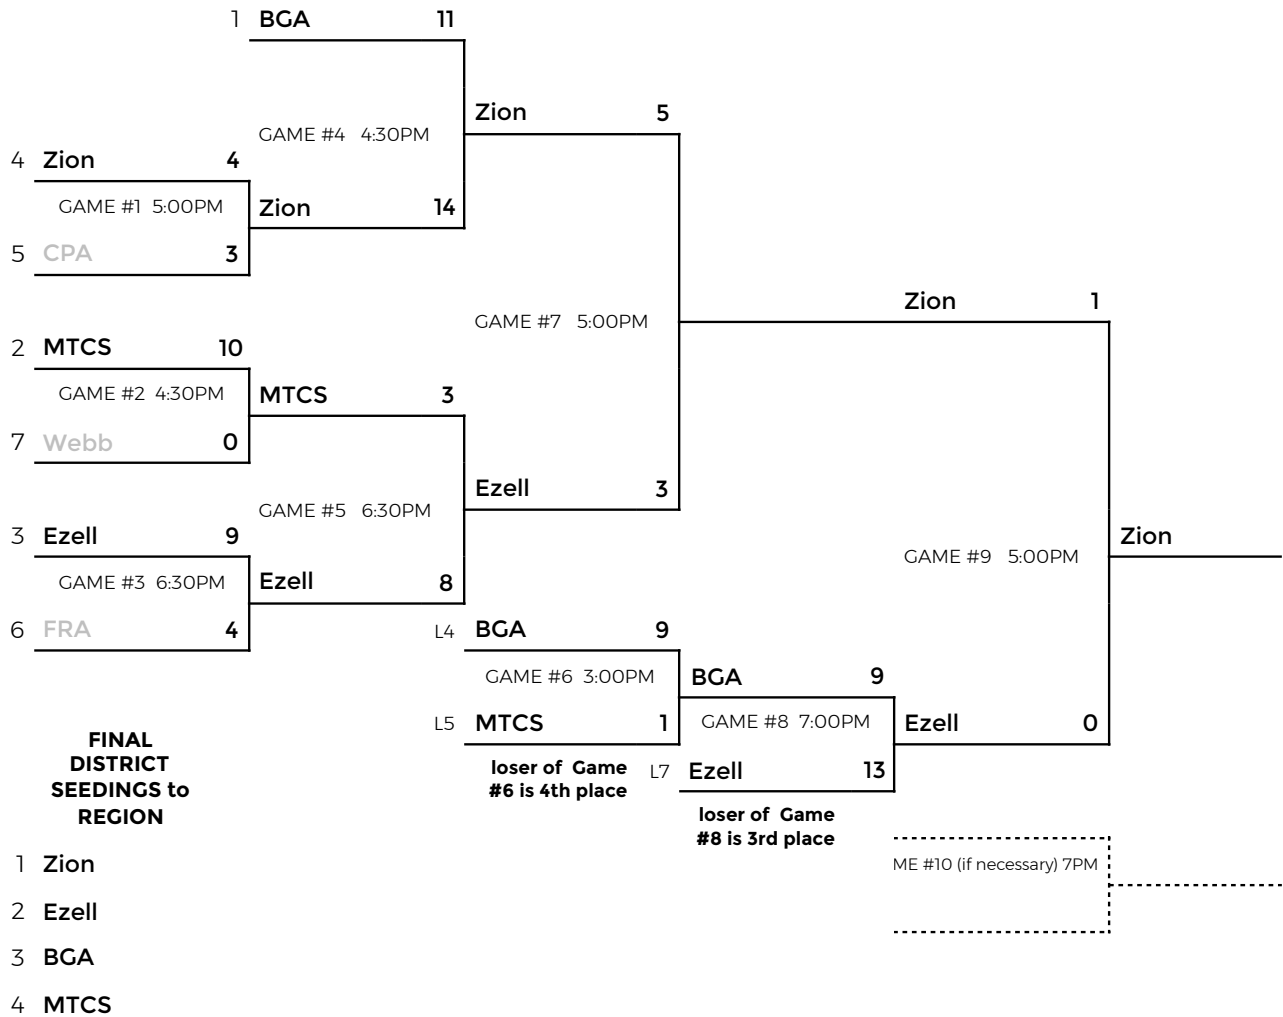 1 BGA 11
Zion 5
GAME #4 4:30PM
4 Zion 4
GAME #1 5:00PM
Zion 14
5 CPA 3
Zion 1
GAME #7 5:00PM
2 MTCS 10
GAME #2 4:30PM
MTCS 3
7 Webb 0
Ezell 3
GAME #5 6:30PM
3 Ezell 9
Zion
GAME #9 5:00PM
GAME #3 6:30PM
Ezell 8
6 FRA 4
L4 BGA 9
GAME #6 3:00PM
BGA 9
L5 MTCS 1
GAME #8 7:00PM
Ezell 0
loser of Game
#6 is 4th place
L7 Ezell 13
loser of Game
#8 is 3rd place
ME #10 (if necessary) 7PM
FINAL
DISTRICT
SEEDINGS to
REGION
1 Zion
2 Ezell
3 BGA
4 MTCS